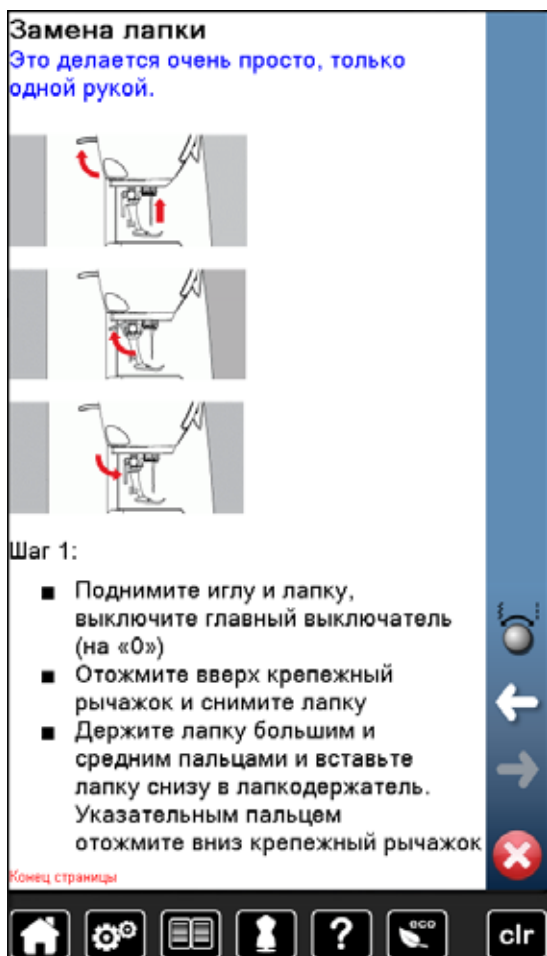 Замена лапки
Это делается очень просто, только
одной рукой.
Шаг 1:
■ Поднимите иглу и лапку,
выключите главный выключатель
(на «0»)
■ Отожмите вверх крепежный
рычажок и снимите лапку
■ Держите лапку большим и
средним пальцами и вставьте
лапку снизу в лапкодержатель.
Указательным пальцем
отожмите вниз крепежный рычажок
Конец страницы
?
eco
clr